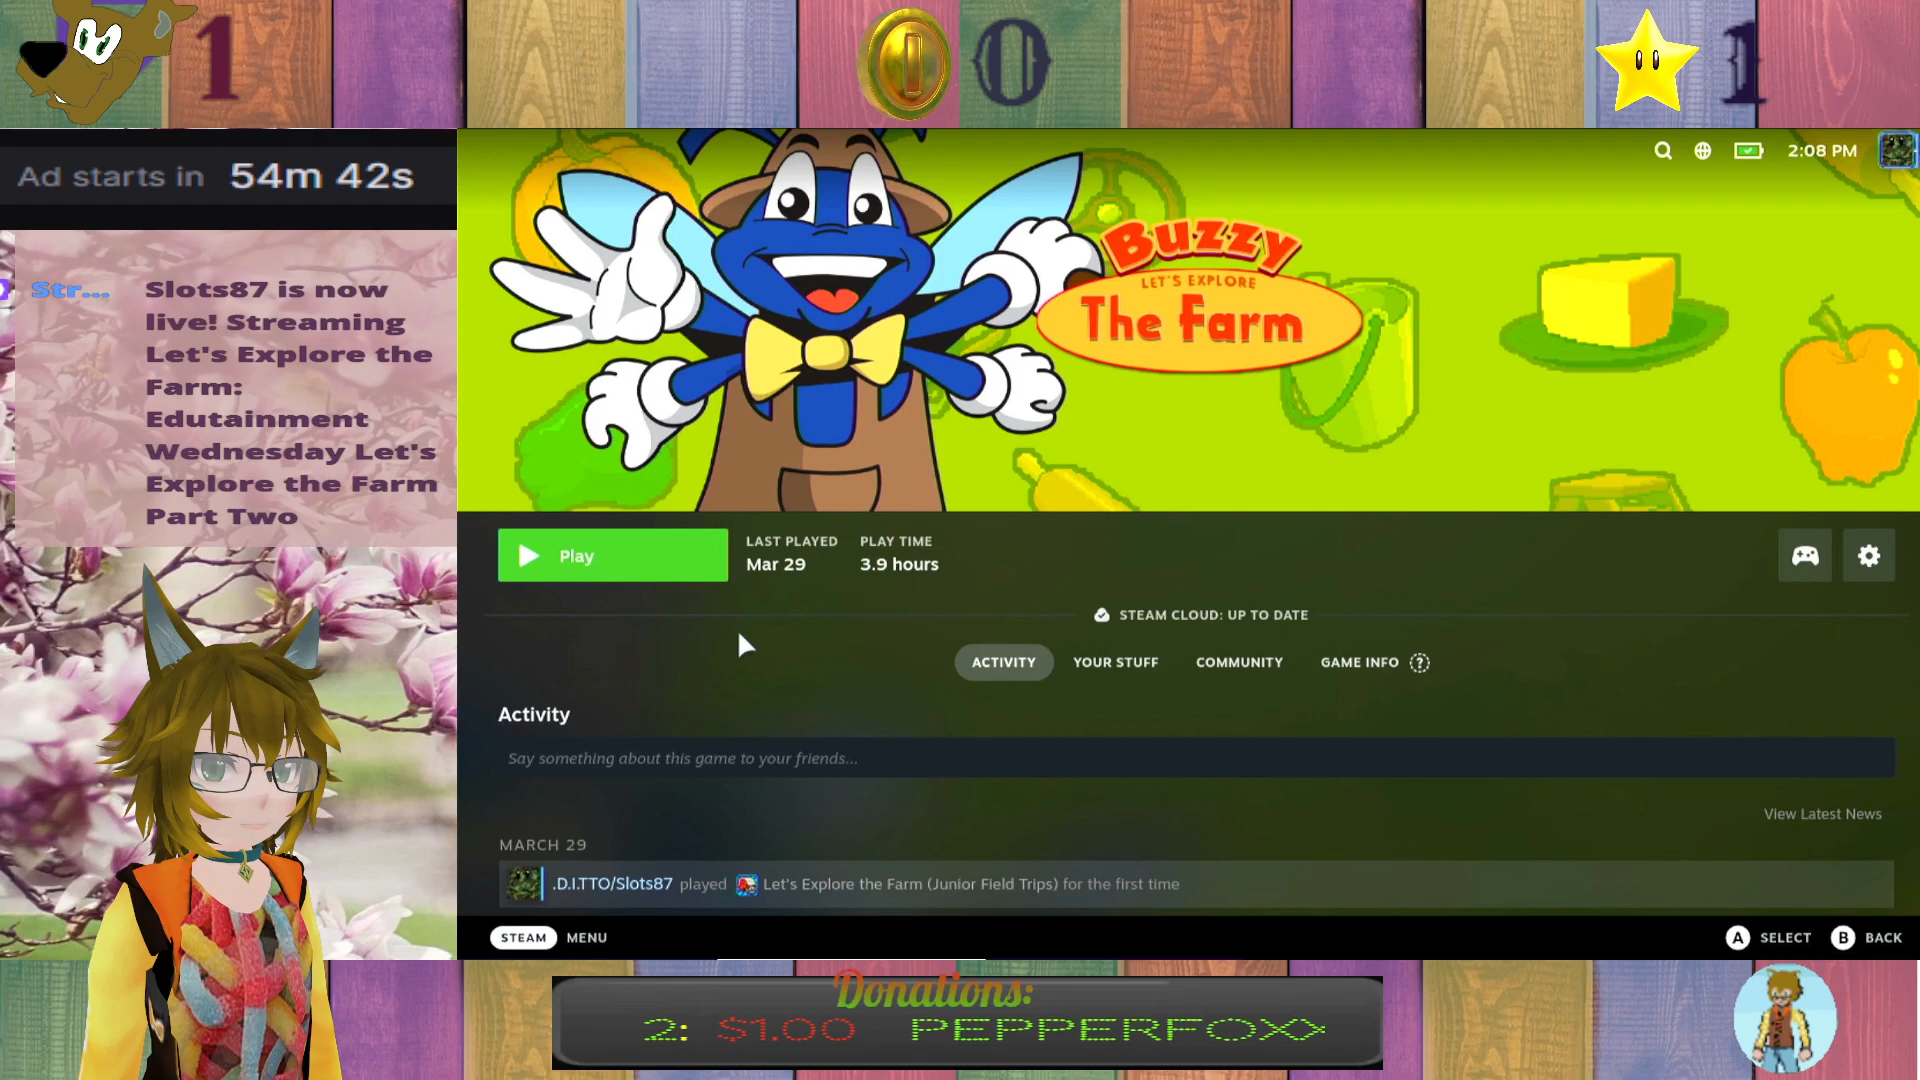 1
0
1
Ad starts in 54m 42s
Str... Slots87 is now
live! Streaming
Let's Explore the
Farm:
Edutainment
Wednesday Let's
Explore the Farm
Part Two
2:08 PM
Buzzy
LET'S EXPLORE
The Farm
Play
LAST PLAYED
Mar 29
PLAY TIME
3.9 hours
STEAM CLOUD: UP TO DATE
ACTIVITY YOUR STUFF COMMUNITY GAME INFO ?
Activity
Say something about this game to your friends...
View Latest News
MARCH 29
.D.I.TTO/Slots87 played Let's Explore the Farm (Junior Field Trips) for the first time
STEAM MENU
A SELECT B BACK
Donations:
2: $1.00 PEPPERFOX